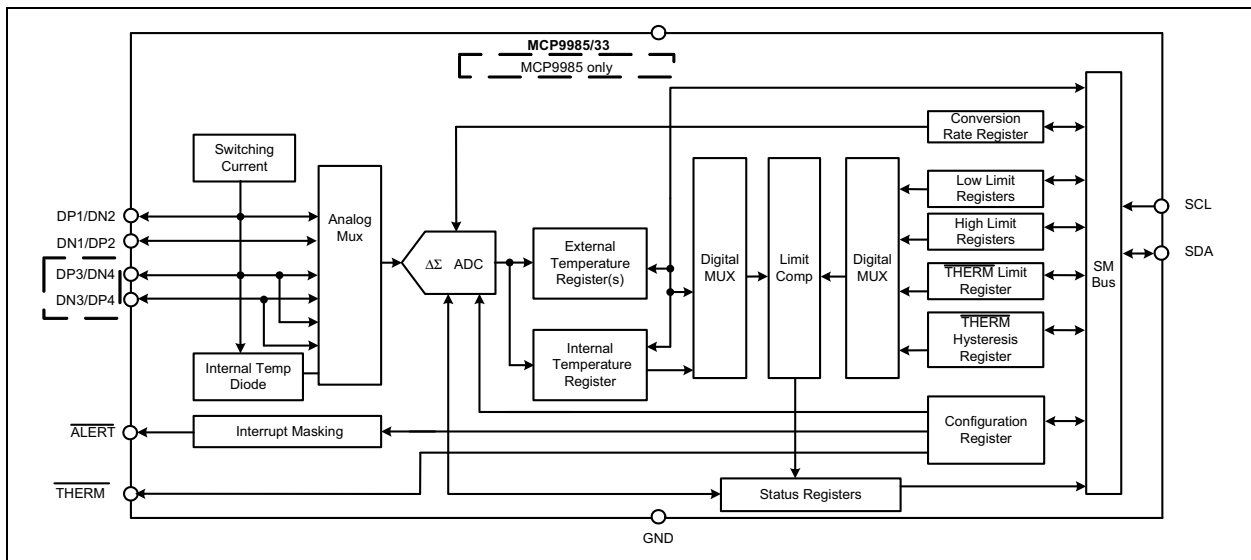 MCP9985/33
MCP9985 only
Switching
Current
DP1/DN2
DN1/DP2
DP3/DN4
DN3/DP4
Internal Temp
Diode
Analog
Mux
ΔΣ ADC
External
Temperature
Register(s)
Internal
Temperature
Register
Digital
MUX
Limit
Comp
Digital
MUX
Conversion
Rate Register
Low Limit
Registers
High Limit
Registers
THERM Limit
Register
THERM
Hysteresis
Register
SM
Bus
SCL
SDA
ALERT
Interrupt Masking
Configuration
Register
THERM
Status Registers
GND